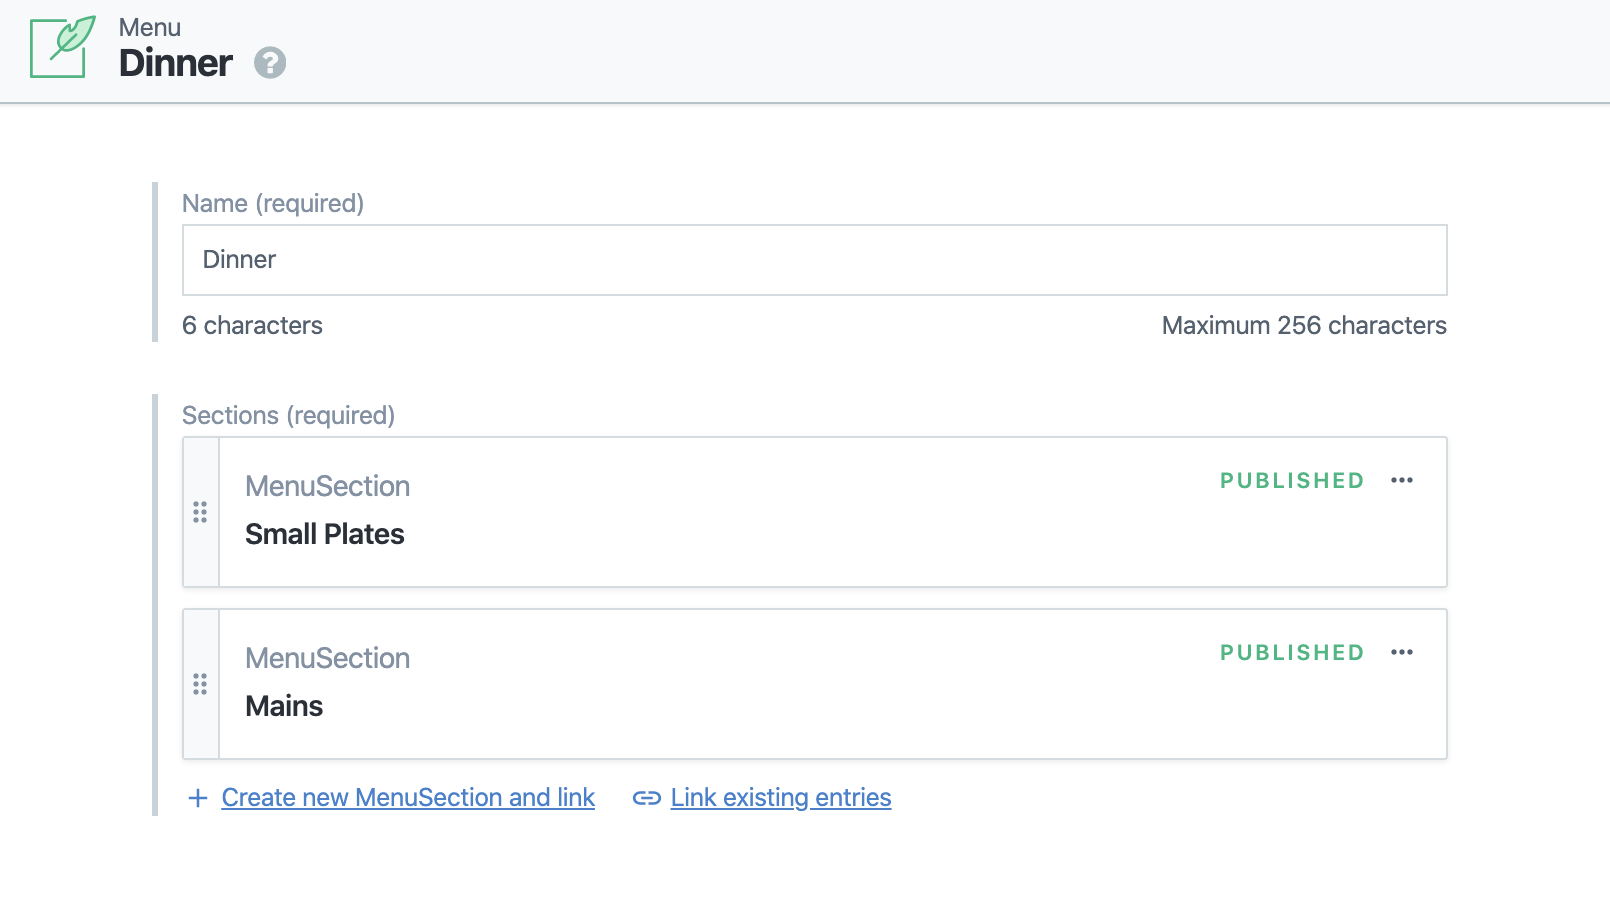 Menu
Dinner ?
Name (required)
Dinner
6 characters Maximum 256 characters
Sections (required)
MenuSection PUBLISHED
Small Plates
MenuSection PUBLISHED
Mains
Create new MenuSection and link Link existing entries